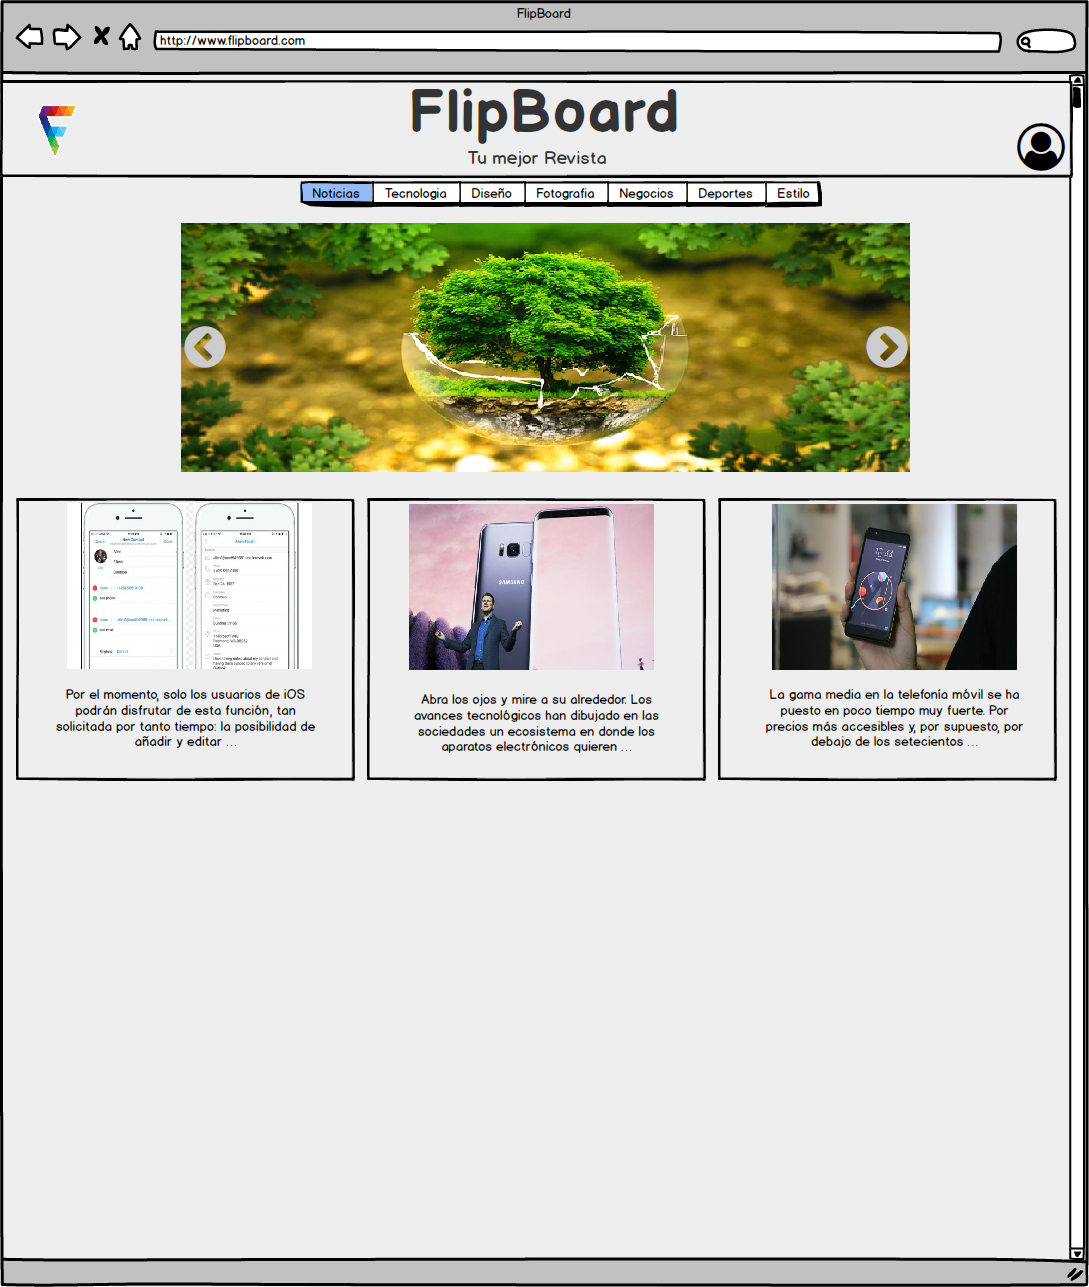 FlipBoard
http://www.flipboard.com
FlipBoard
Tu mejor Revista
Noticias Tecnologia Diseño Fotografia Negocios Deportes Estilo
New Contact
Marketing
SAMSUNG
Por el momento, solo los usuarios de iOS
podrán disfrutar de esta función, tan
solicitada por tanto tiempo: la posibilidad de
añadir y editar ...
Abra los ojos y mire a su alrededor. Los
avances tecnológicos han dibujado en las
sociedades un ecosistema en donde los
aparatos electrónicos quieren ...
La gama media en la telefonía móvil se ha
puesto en poco tiempo muy fuerte. Por
precios más accesibles y, por supuesto, por
debajo de los setecientos ...